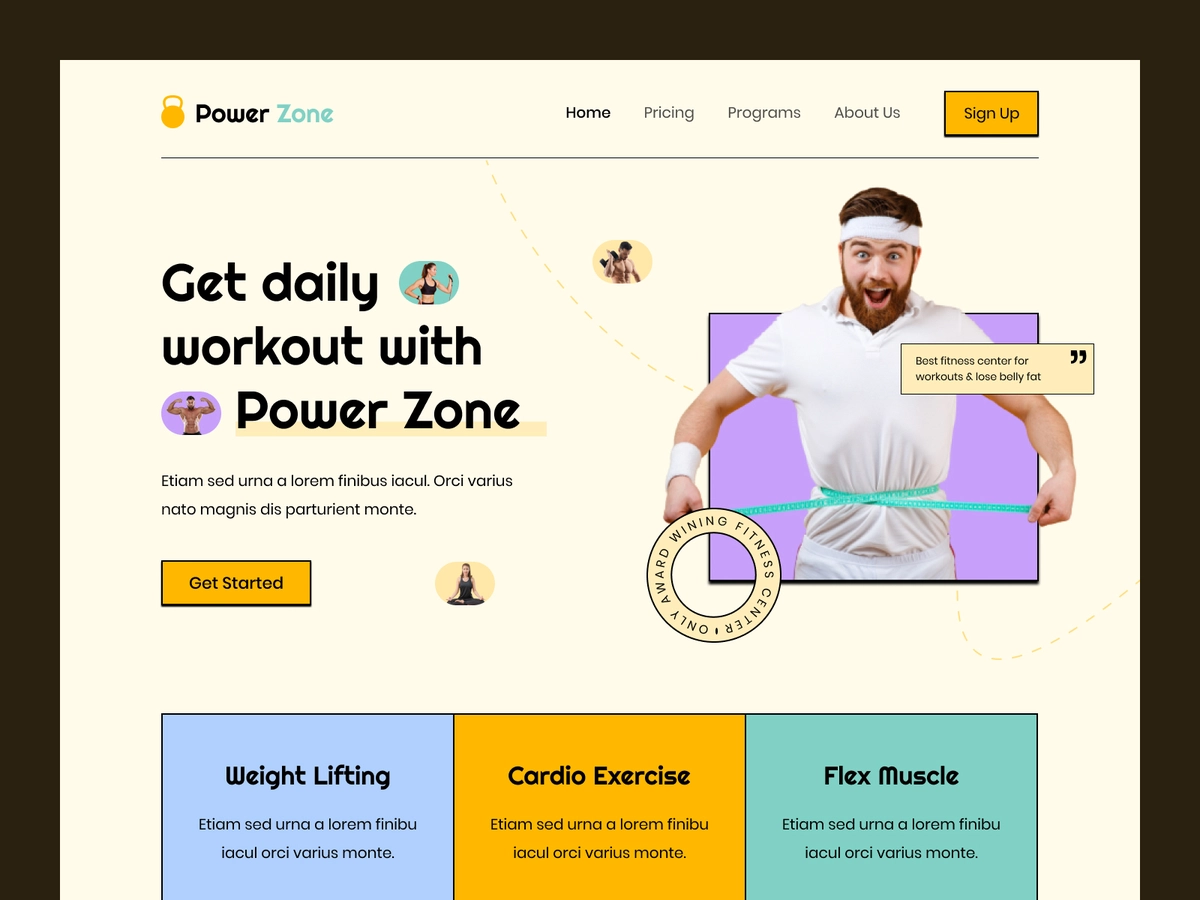 Power Zone
Home
Pricing
Programs
About Us
Sign Up
Get daily
workout with
Power Zone
Etiam sed urna a lorem finibus iacul. Orci varius
nato magnis dis parturient monte.
Get Started
Best fitness center for
workouts & lose belly fat
”
ONLY AWARD WINING FITNESS CENTER
Weight Lifting
Etiam sed urna a lorem finibu
iacul orci varius monte.
Cardio Exercise
Etiam sed urna a lorem finibu
iacul orci varius monte.
Flex Muscle
Etiam sed urna a lorem finibu
iacul orci varius monte.